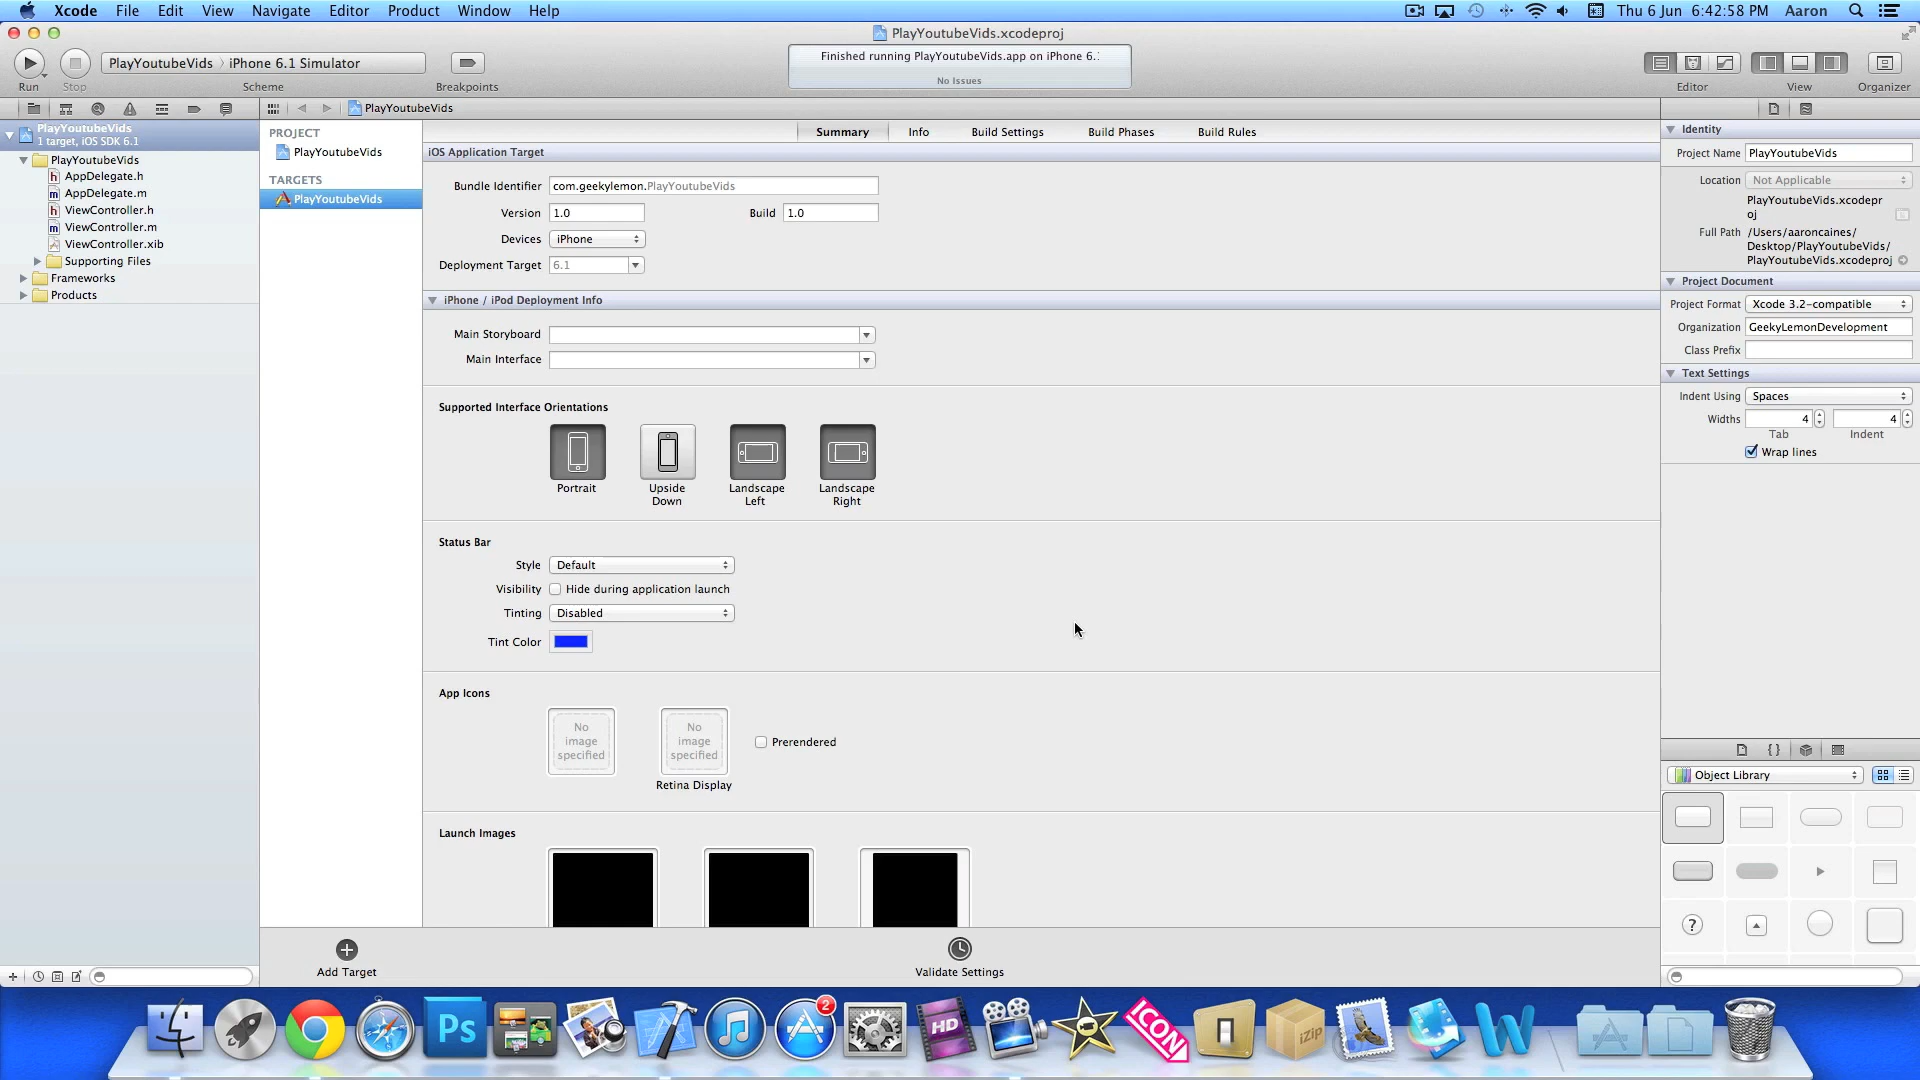 Xcode File Edit View Navigate Editor Product Window Help Thu 6 Jun 6:42:58 PM Aaron
PlayYoutubeVids.xcodeproj
PlayYoutubeVids › iPhone 6.1 Simulator
Finished running PlayYoutubeVids.app on iPhone 6.:
No Issues
Run Stop Scheme Breakpoints Editor View Organizer
PlayYoutubeVids
PlayYoutubeVids
1 target, iOS SDK 6.1
PlayYoutubeVids
AppDelegate.h
AppDelegate.m
ViewController.h
ViewController.m
ViewController.xib
Supporting Files
Frameworks
Products
PROJECT
PlayYoutubeVids
TARGETS
PlayYoutubeVids
Summary Info Build Settings Build Phases Build Rules
iOS Application Target
Bundle Identifier com.geekylemon.PlayYoutubeVids
Version 1.0 Build 1.0
Devices iPhone
Deployment Target 6.1
iPhone / iPod Deployment Info
Main Storyboard
Main Interface
Supported Interface Orientations
Portrait
Upside
Down
Landscape
Left
Landscape
Right
Status Bar
Style Default
Visibility Hide during application launch
Tinting Disabled
Tint Color
App Icons
No
image
specified
No
image
specified
Prerendered
Retina Display
Launch Images
Add Target
Validate Settings
Identity
Project Name PlayYoutubeVids
Location Not Applicable
PlayYoutubeVids.xcodepr
oj
Full Path /Users/aaroncaines/
Desktop/PlayYoutubeVids/
PlayYoutubeVids.xcodeproj
Project Document
Project Format Xcode 3.2-compatible
Organization GeekyLemonDevelopment
Class Prefix
Text Settings
Indent Using Spaces
Widths 4 4
Tab Indent
Wrap lines
{ }
Object Library
?
Ps
2
HD
ICON
iZip
W